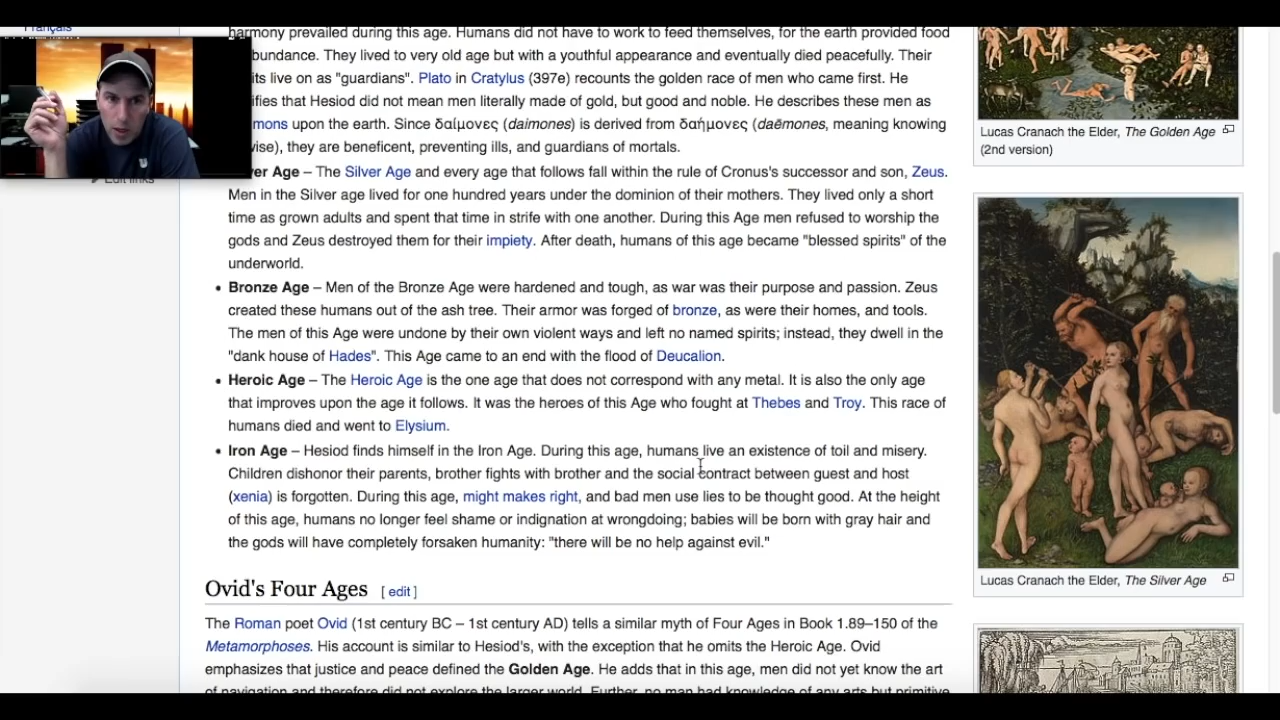 Français
harmony prevailed during this age. Humans did not have to work to feed themselves, for the earth provided food
bundance. They lived to very old age but with a youthful appearance and eventually died peacefully. Their
its live on as "guardians". Plato in Cratylus (397e) recounts the golden race of men who came first. He
ifies that Hesiod did not mean men literally made of gold, but good and noble. He describes these men as
mons upon the earth. Since δαίμονες (daimones) is derived from δαήμονες (daēmones, meaning knowing
wise), they are beneficent, preventing ills, and guardians of mortals.
Edit links
ver Age – The Silver Age and every age that follows fall within the rule of Cronus's successor and son, Zeus.
Men in the Silver age lived for one hundred years under the dominion of their mothers. They lived only a short
time as grown adults and spent that time in strife with one another. During this Age men refused to worship the
gods and Zeus destroyed them for their impiety. After death, humans of this age became "blessed spirits" of the
underworld.
• Bronze Age – Men of the Bronze Age were hardened and tough, as war was their purpose and passion. Zeus
created these humans out of the ash tree. Their armor was forged of bronze, as were their homes, and tools.
The men of this Age were undone by their own violent ways and left no named spirits; instead, they dwell in the
"dank house of Hades". This Age came to an end with the flood of Deucalion.
• Heroic Age – The Heroic Age is the one age that does not correspond with any metal. It is also the only age
that improves upon the age it follows. It was the heroes of this Age who fought at Thebes and Troy. This race of
humans died and went to Elysium.
• Iron Age – Hesiod finds himself in the Iron Age. During this age, humans live an existence of toil and misery.
Children dishonor their parents, brother fights with brother and the social contract between guest and host
(xenia) is forgotten. During this age, might makes right, and bad men use lies to be thought good. At the height
of this age, humans no longer feel shame or indignation at wrongdoing; babies will be born with gray hair and
the gods will have completely forsaken humanity: "there will be no help against evil."
Ovid's Four Ages [ edit ]
The Roman poet Ovid (1st century BC – 1st century AD) tells a similar myth of Four Ages in Book 1.89–150 of the
Metamorphoses. His account is similar to Hesiod's, with the exception that he omits the Heroic Age. Ovid
emphasizes that justice and peace defined the Golden Age. He adds that in this age, men did not yet know the art
of navigation and therefore did not explore the larger world. Further, no man had knowledge of any arts but primitive
Lucas Cranach the Elder, The Golden Age
(2nd version)
Lucas Cranach the Elder, The Silver Age